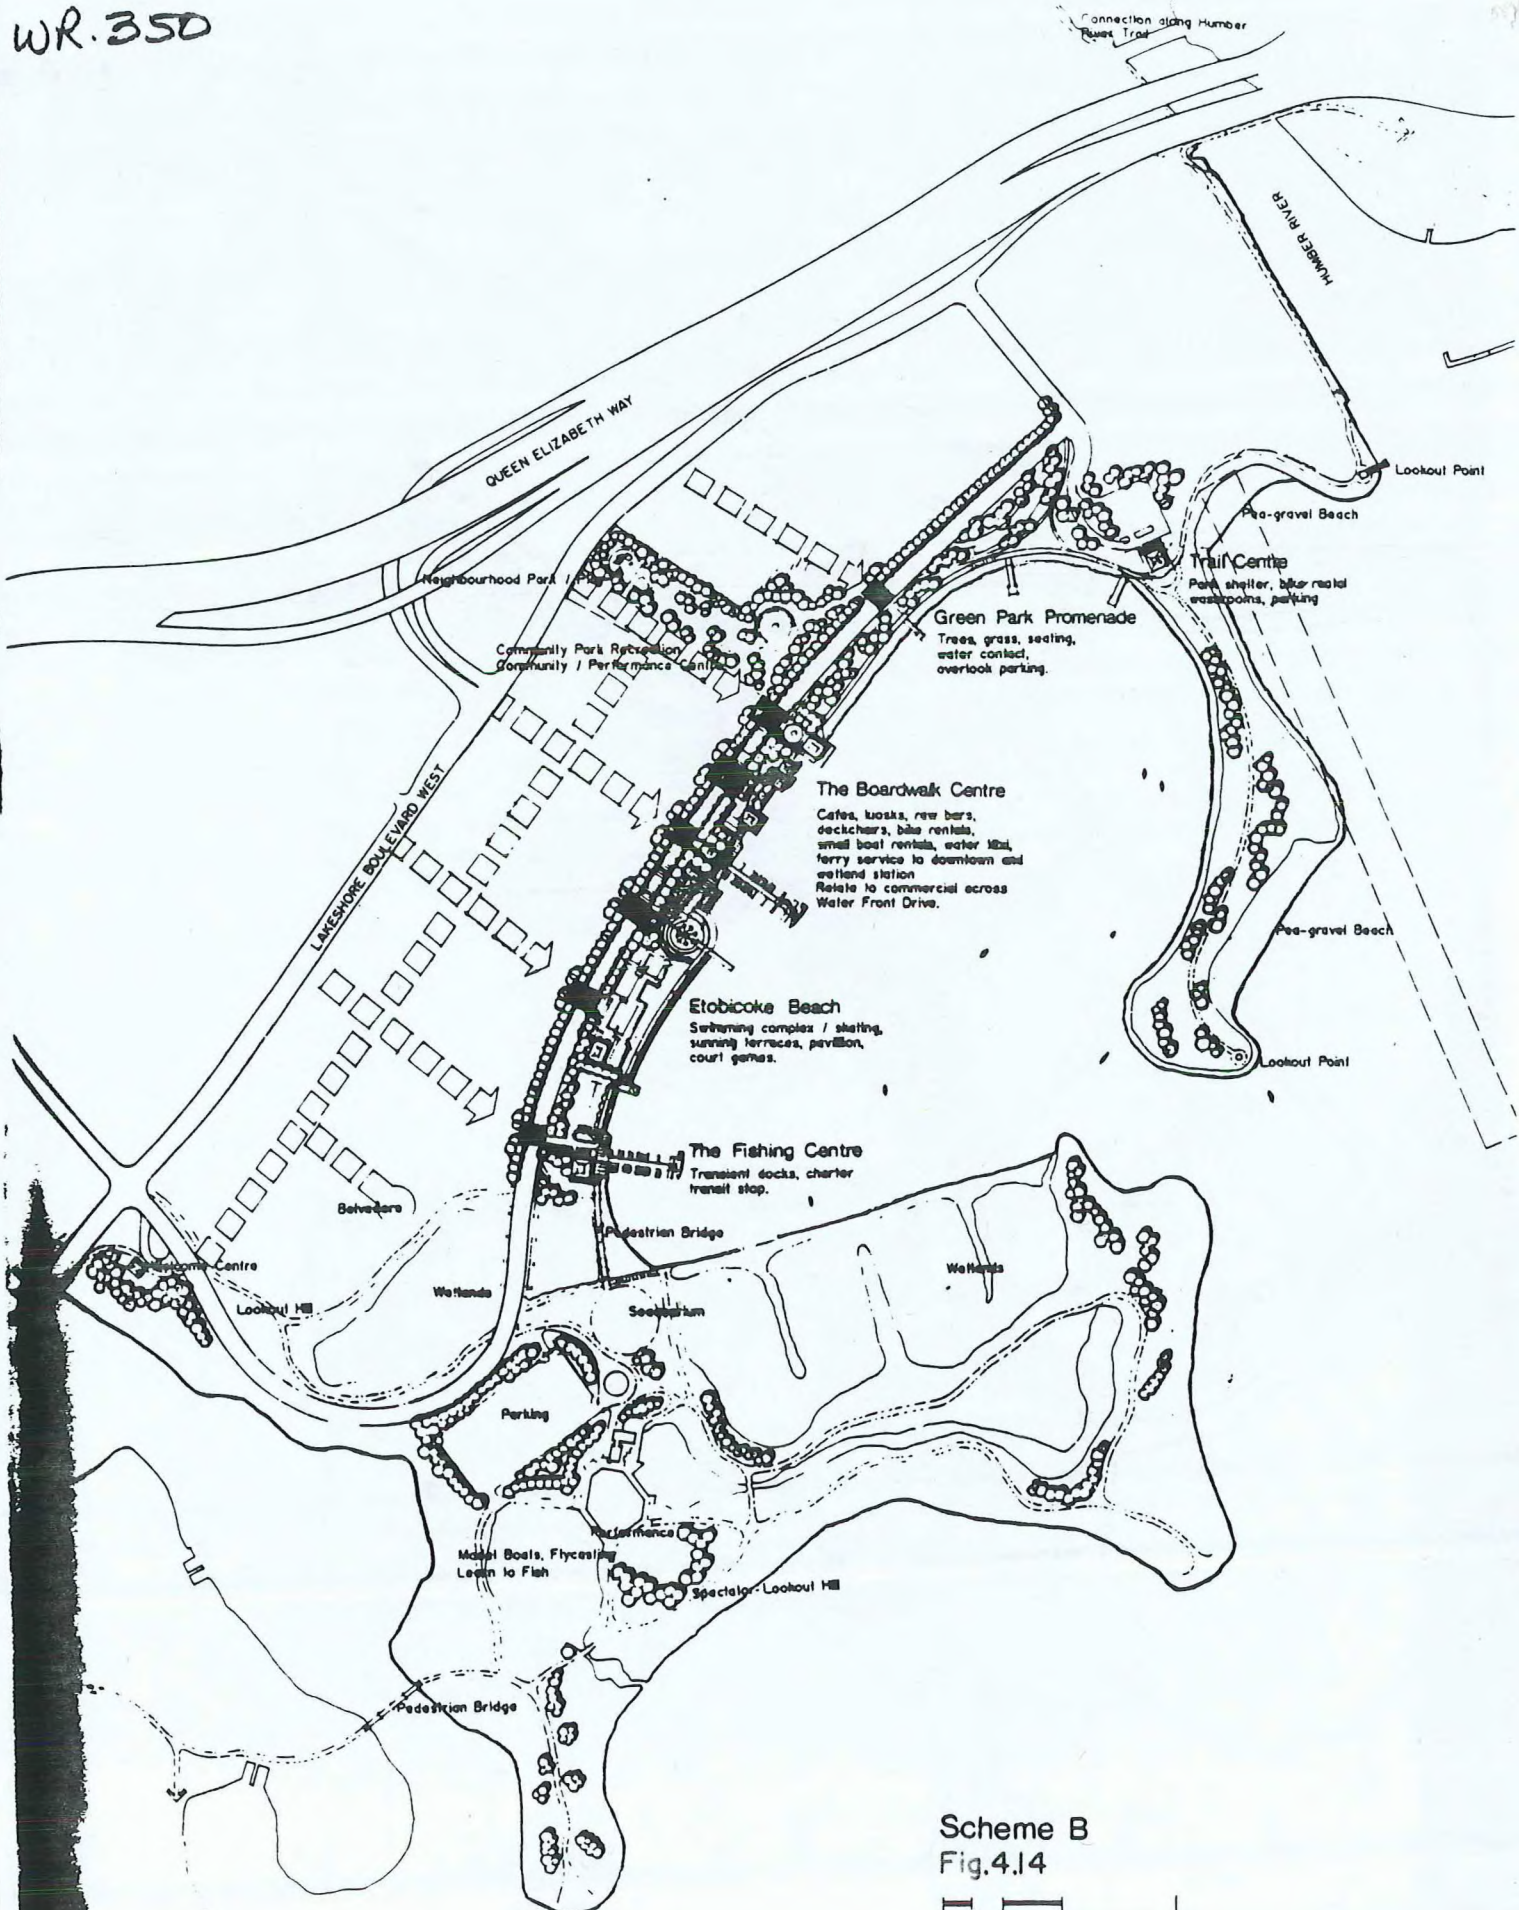 WR. 350
Connection along Humber
River Trail
HUMBER RIVER
QUEEN ELIZABETH WAY
Lookout Point
Pea-gravel Beach
Trail Centre
Park shelter, bike rental
washrooms, parking
Neighbourhood Park /
Green Park Promenade
Trees, grass, seating,
water contact,
overlook parking.
Community Park Recreation
Community / Performance Centre
The Boardwalk Centre
Cafes, kiosks, raw bars,
deckchairs, bike rentals,
small boat rentals, water taxi,
ferry service to downtown and
wetland station
Relate to commercial across
Water Front Drive.
LAKESHORE BOULEVARD WEST
Pea-gravel Beach
Etobicoke Beach
Swimming complex / skating,
sunning terraces, pavilion,
court games.
Lookout Point
The Fishing Centre
Transient docks, charter
transit stop.
Belvedere
Pedestrian Bridge
Welcome Centre
Wetlands
Wetlands
Lookout Hill
Parking
Performance
Model Boats, Flycasting
Learn to Fish
Spectator-Lookout Hill
Pedestrian Bridge
Scheme B
Fig.4.14